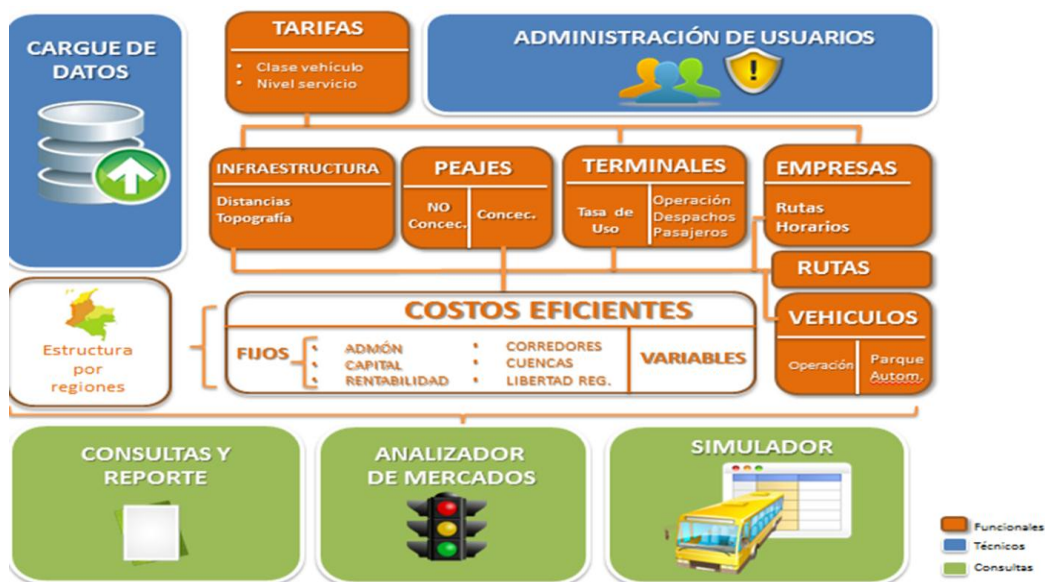 CARGUE DE
DATOS
TARIFAS
• Clase vehículo
• Nivel servicio
ADMINISTRACIÓN DE USUARIOS
INFRAESTRUCTURA
Distancias
Topografía
PEAJES
NO
Concec.
Concec.
TERMINALES
Tasa de
Uso
Operación
Despachos
Pasajeros
EMPRESAS
Rutas
Horarios
RUTAS
VEHICULOS
Operación
Parque
Autom.
Estructura
por
regiones
COSTOS EFICIENTES
FIJOS
• ADMÓN
• CAPITAL
• RENTABILIDAD
• CORREDORES
• CUENCAS
• LIBERTAD REG.
VARIABLES
CONSULTAS Y
REPORTE
ANALIZADOR
DE MERCADOS
SIMULADOR
Funcionales
Técnicos
Consultas